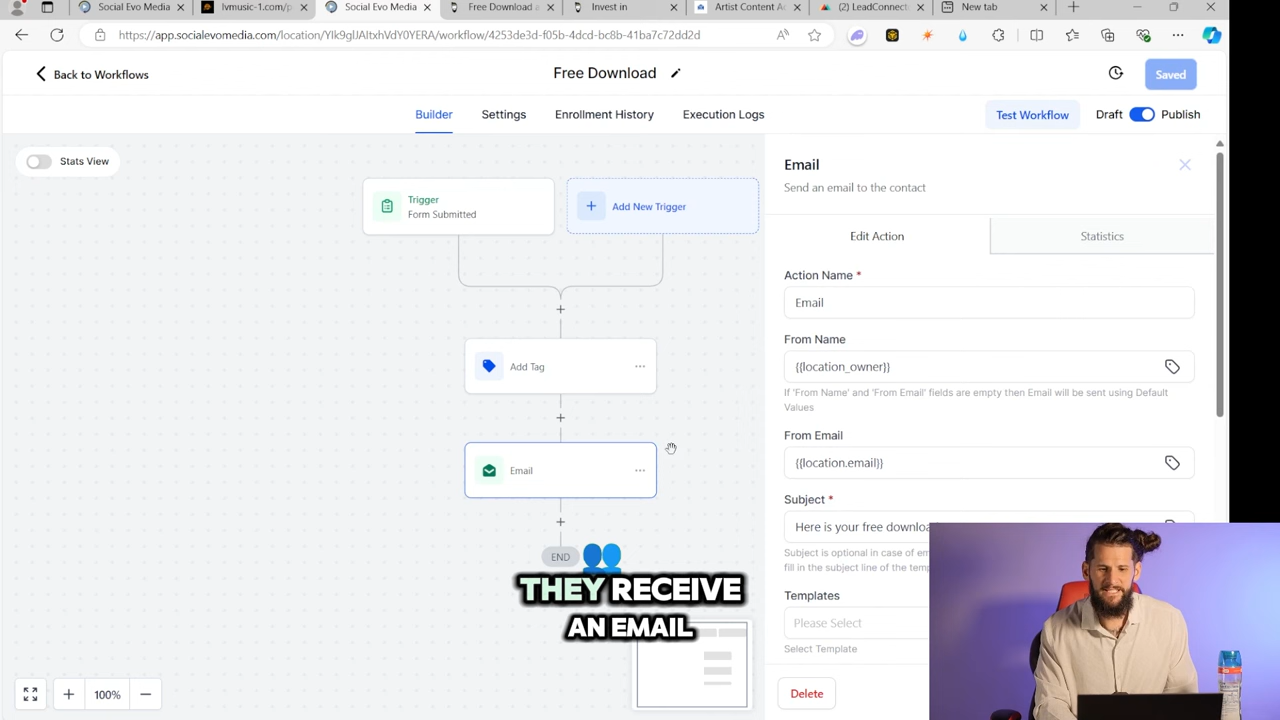 Social Evo Media
lvmusic-1.com/p
Social Evo Media
Free Download a
Invest in
Artist Content A
(2) LeadConnect
New tab
https://app.socialevomedia.com/location/YIk9glJAItxhVdY0YERA/workflow/4253de3d-f05b-4dcd-bc8b-41ba7c72dd2d
Back to Workflows
Free Download
Saved
Builder
Settings
Enrollment History
Execution Logs
Test Workflow
Draft
Publish
Stats View
Trigger
Form Submitted
Add New Trigger
Add Tag
Email
END
THEY RECEIVE
AN EMAIL
100%
Email
Send an email to the contact
Edit Action
Statistics
Action Name *
Email
From Name
{{location_owner}}
If 'From Name' and 'From Email' fields are empty then Email will be sent using Default
Values
From Email
{{location.email}}
Subject *
Here is your free downloa
Subject is optional in case of em
fill in the subject line of the temp
Templates
Please Select
Select Template
Delete